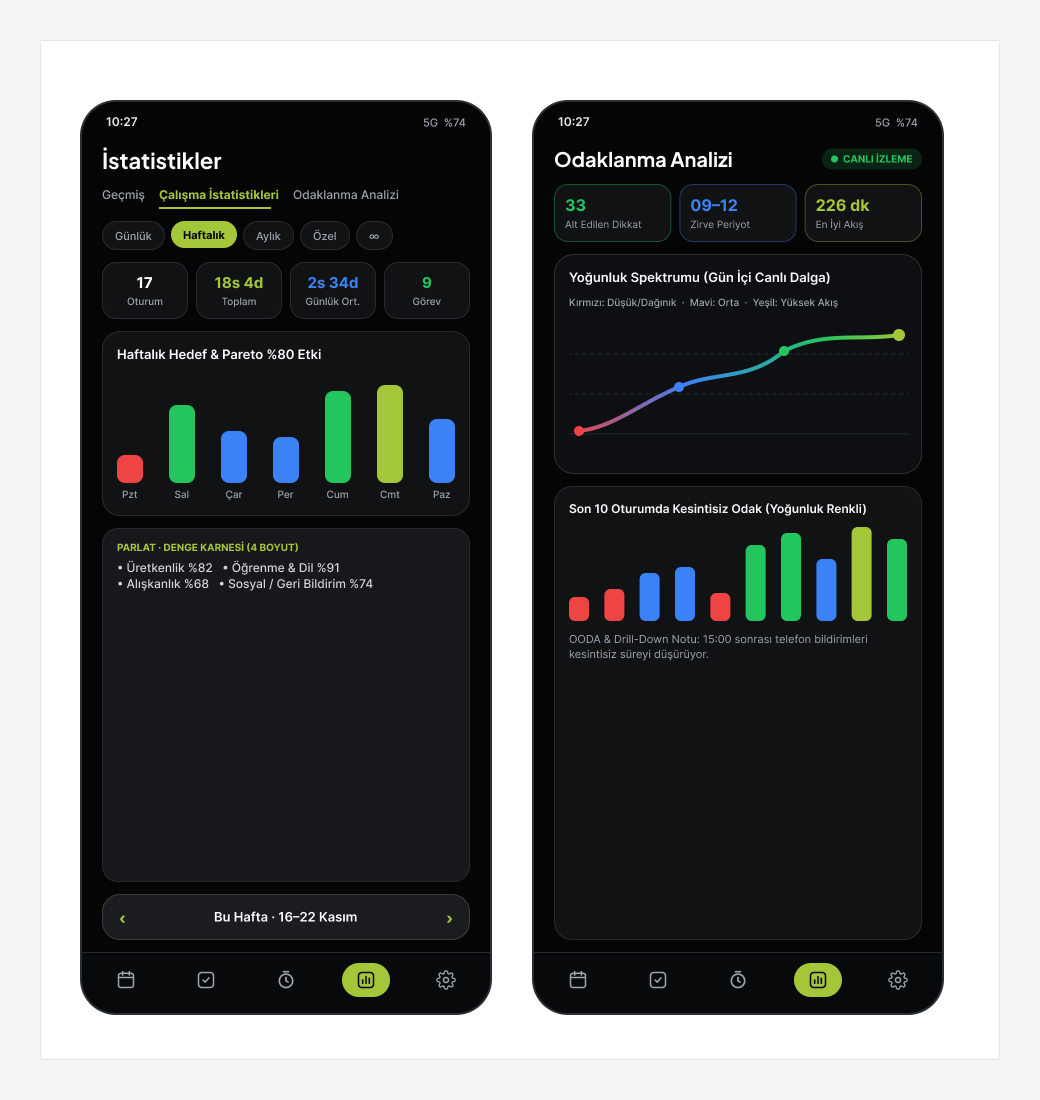 10:27
5G %74
İstatistikler
Geçmiş Çalışma İstatistikleri Odaklanma Analizi
Günlük Haftalık Aylık Özel ∞
17 18s 4d 2s 34d 9
Oturum Toplam Günlük Ort. Görev
Haftalık Hedef & Pareto %80 Etki
Pzt Sal Çar Per Cum Cmt Paz
PARLAT · DENGE KARNESİ (4 BOYUT)
• Üretkenlik %82 • Öğrenme & Dil %91
• Alışkanlık %68 • Sosyal / Geri Bildirim %74
‹ Bu Hafta · 16–22 Kasım ›
10:27
5G %74
Odaklanma Analizi
CANLI İZLEME
33 09–12 226 dk
Alt Edilen Dikkat Zirve Periyot En İyi Akış
Yoğunluk Spektrumu (Gün İçi Canlı Dalga)
Kırmızı: Düşük/Dağınık · Mavi: Orta · Yeşil: Yüksek Akış
Son 10 Oturumda Kesintisiz Odak (Yoğunluk Renkli)
OODA & Drill-Down Notu: 15:00 sonrası telefon bildirimleri
kesintisiz süreyi düşürüyor.